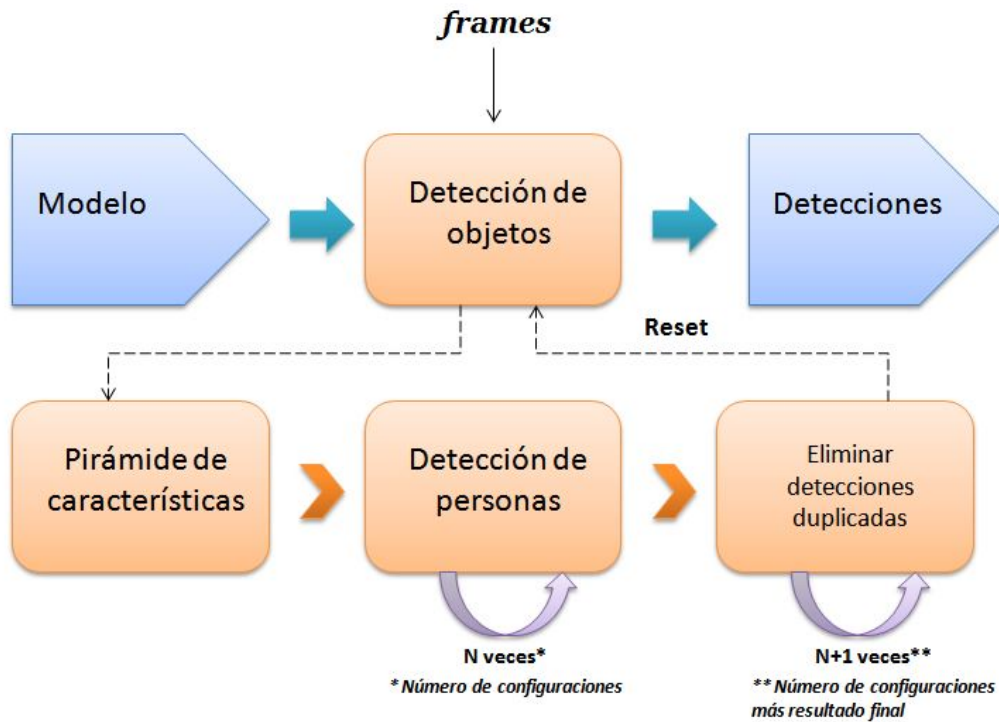 frames
Modelo
Detección de
objetos
Detecciones
Reset
Pirámide de
característícas
Detección de
personas
Eliminar
detecciones
duplicadas
N veces*
* Número de configuraciones
N+1 veces**
** Número de configuraciones
más resultado final